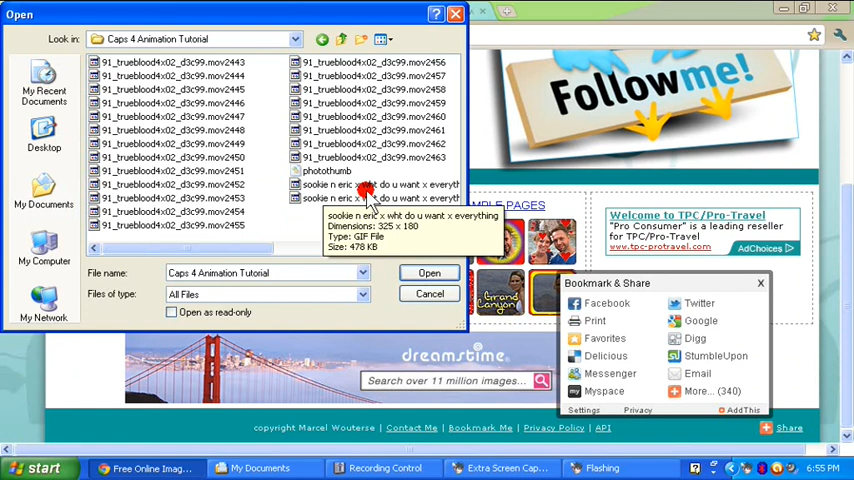 Open
Look in:
Caps 4 Animation Tutorial
My Recent
Documents
Desktop
My Documents
My Computer
My Network
91_trueblood4x02_d3c99.mov2443
91_trueblood4x02_d3c99.mov2444
91_trueblood4x02_d3c99.mov2445
91_trueblood4x02_d3c99.mov2446
91_trueblood4x02_d3c99.mov2447
91_trueblood4x02_d3c99.mov2448
91_trueblood4x02_d3c99.mov2449
91_trueblood4x02_d3c99.mov2450
91_trueblood4x02_d3c99.mov2451
91_trueblood4x02_d3c99.mov2452
91_trueblood4x02_d3c99.mov2453
91_trueblood4x02_d3c99.mov2454
91_trueblood4x02_d3c99.mov2455
91_trueblood4x02_d3c99.mov2456
91_trueblood4x02_d3c99.mov2457
91_trueblood4x02_d3c99.mov2458
91_trueblood4x02_d3c99.mov2459
91_trueblood4x02_d3c99.mov2460
91_trueblood4x02_d3c99.mov2461
91_trueblood4x02_d3c99.mov2462
91_trueblood4x02_d3c99.mov2463
photothumb
sookie n eric x wht do u want x everyth
sookie n eric x wht do u want x everyth
sookie n eric x wht do u want x everything
Dimensions: 325 x 180
Type: GIF File
Size: 478 KB
File name:
Caps 4 Animation Tutorial
Open
Files of type:
All Files
Cancel
Open as read-only
Follow me!
MPLE PAGES
Grand
Canyon
Welcome to TPC/Pro-Travel
"Pro Consumer" is a brand of
TPC.
www.tpc-protravel.com
AdChoices
Bookmark & Share X
Facebook Twitter
Print Google
Favorites Digg
Delicious StumbleUpon
Messenger Email
Myspace More... (340)
Settings Privacy AddThis
dreamstime
Search over 11 million images...
copyright Marcel Wouterse | Contact Me | Bookmark Me | Privacy Policy | API
Share
start
Free Online Imag...
My Documents
Recording Control
Extra Screen Cap...
Flashing
6:55 PM